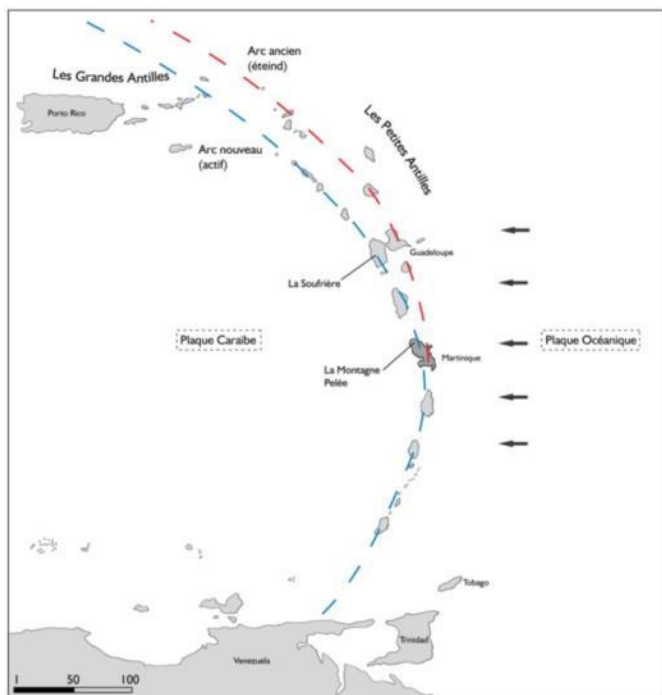 Arc ancien
(éteind)
Les Grandes Antilles
Porto Rico
Les Petites Antilles
Arc nouveau
(actif)
Guadeloupe
La Soufrière
Plaque Caraïbe
Plaque Océanique
La Montagne
Pelée
Martinique
Tobago
Trinidad
Venezuela
1 50 100